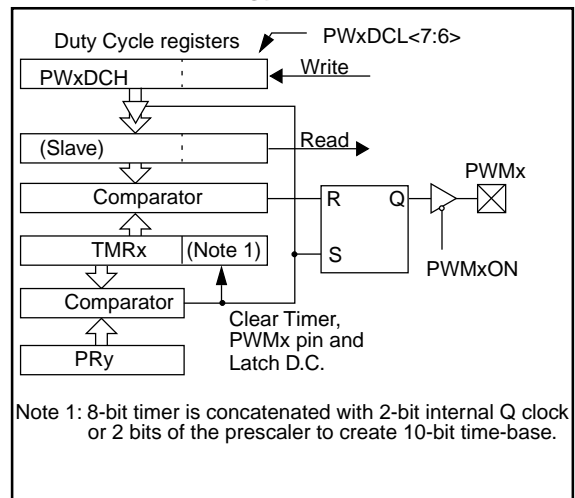 Duty Cycle registers
PWxDCL<7:6>
PWxDCH
Write
(Slave)
Read
Comparator
PWMx
R
Q
TMRx
(Note 1)
S
PWMxON
Comparator
Clear Timer,
PWMx pin and
Latch D.C.
PRy
Note 1: 8-bit timer is concatenated with 2-bit internal Q clock
or 2 bits of the prescaler to create 10-bit time-base.